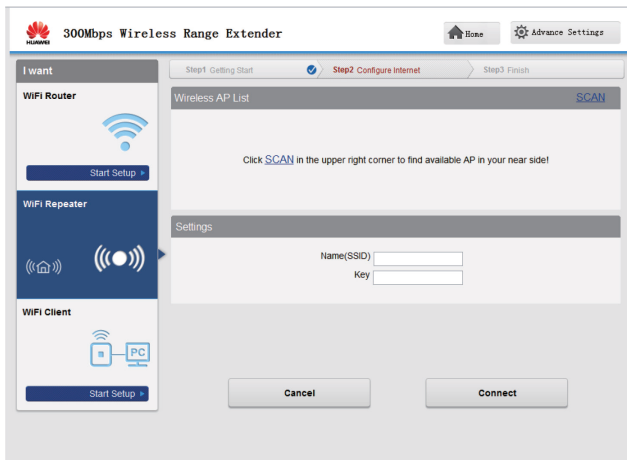 HUAWEI
300Mbps Wireless Range Extender
Home
Advance Settings
I want
Step1 Getting Start
Step2 Configure Internet
Step3 Finish
WiFi Router
Start Setup
Wireless AP List
SCAN
Click SCAN in the upper right corner to find available AP in your near side!
WiFi Repeater
Settings
Name(SSID)
Key
WiFi Client
PC
Start Setup
Cancel
Connect